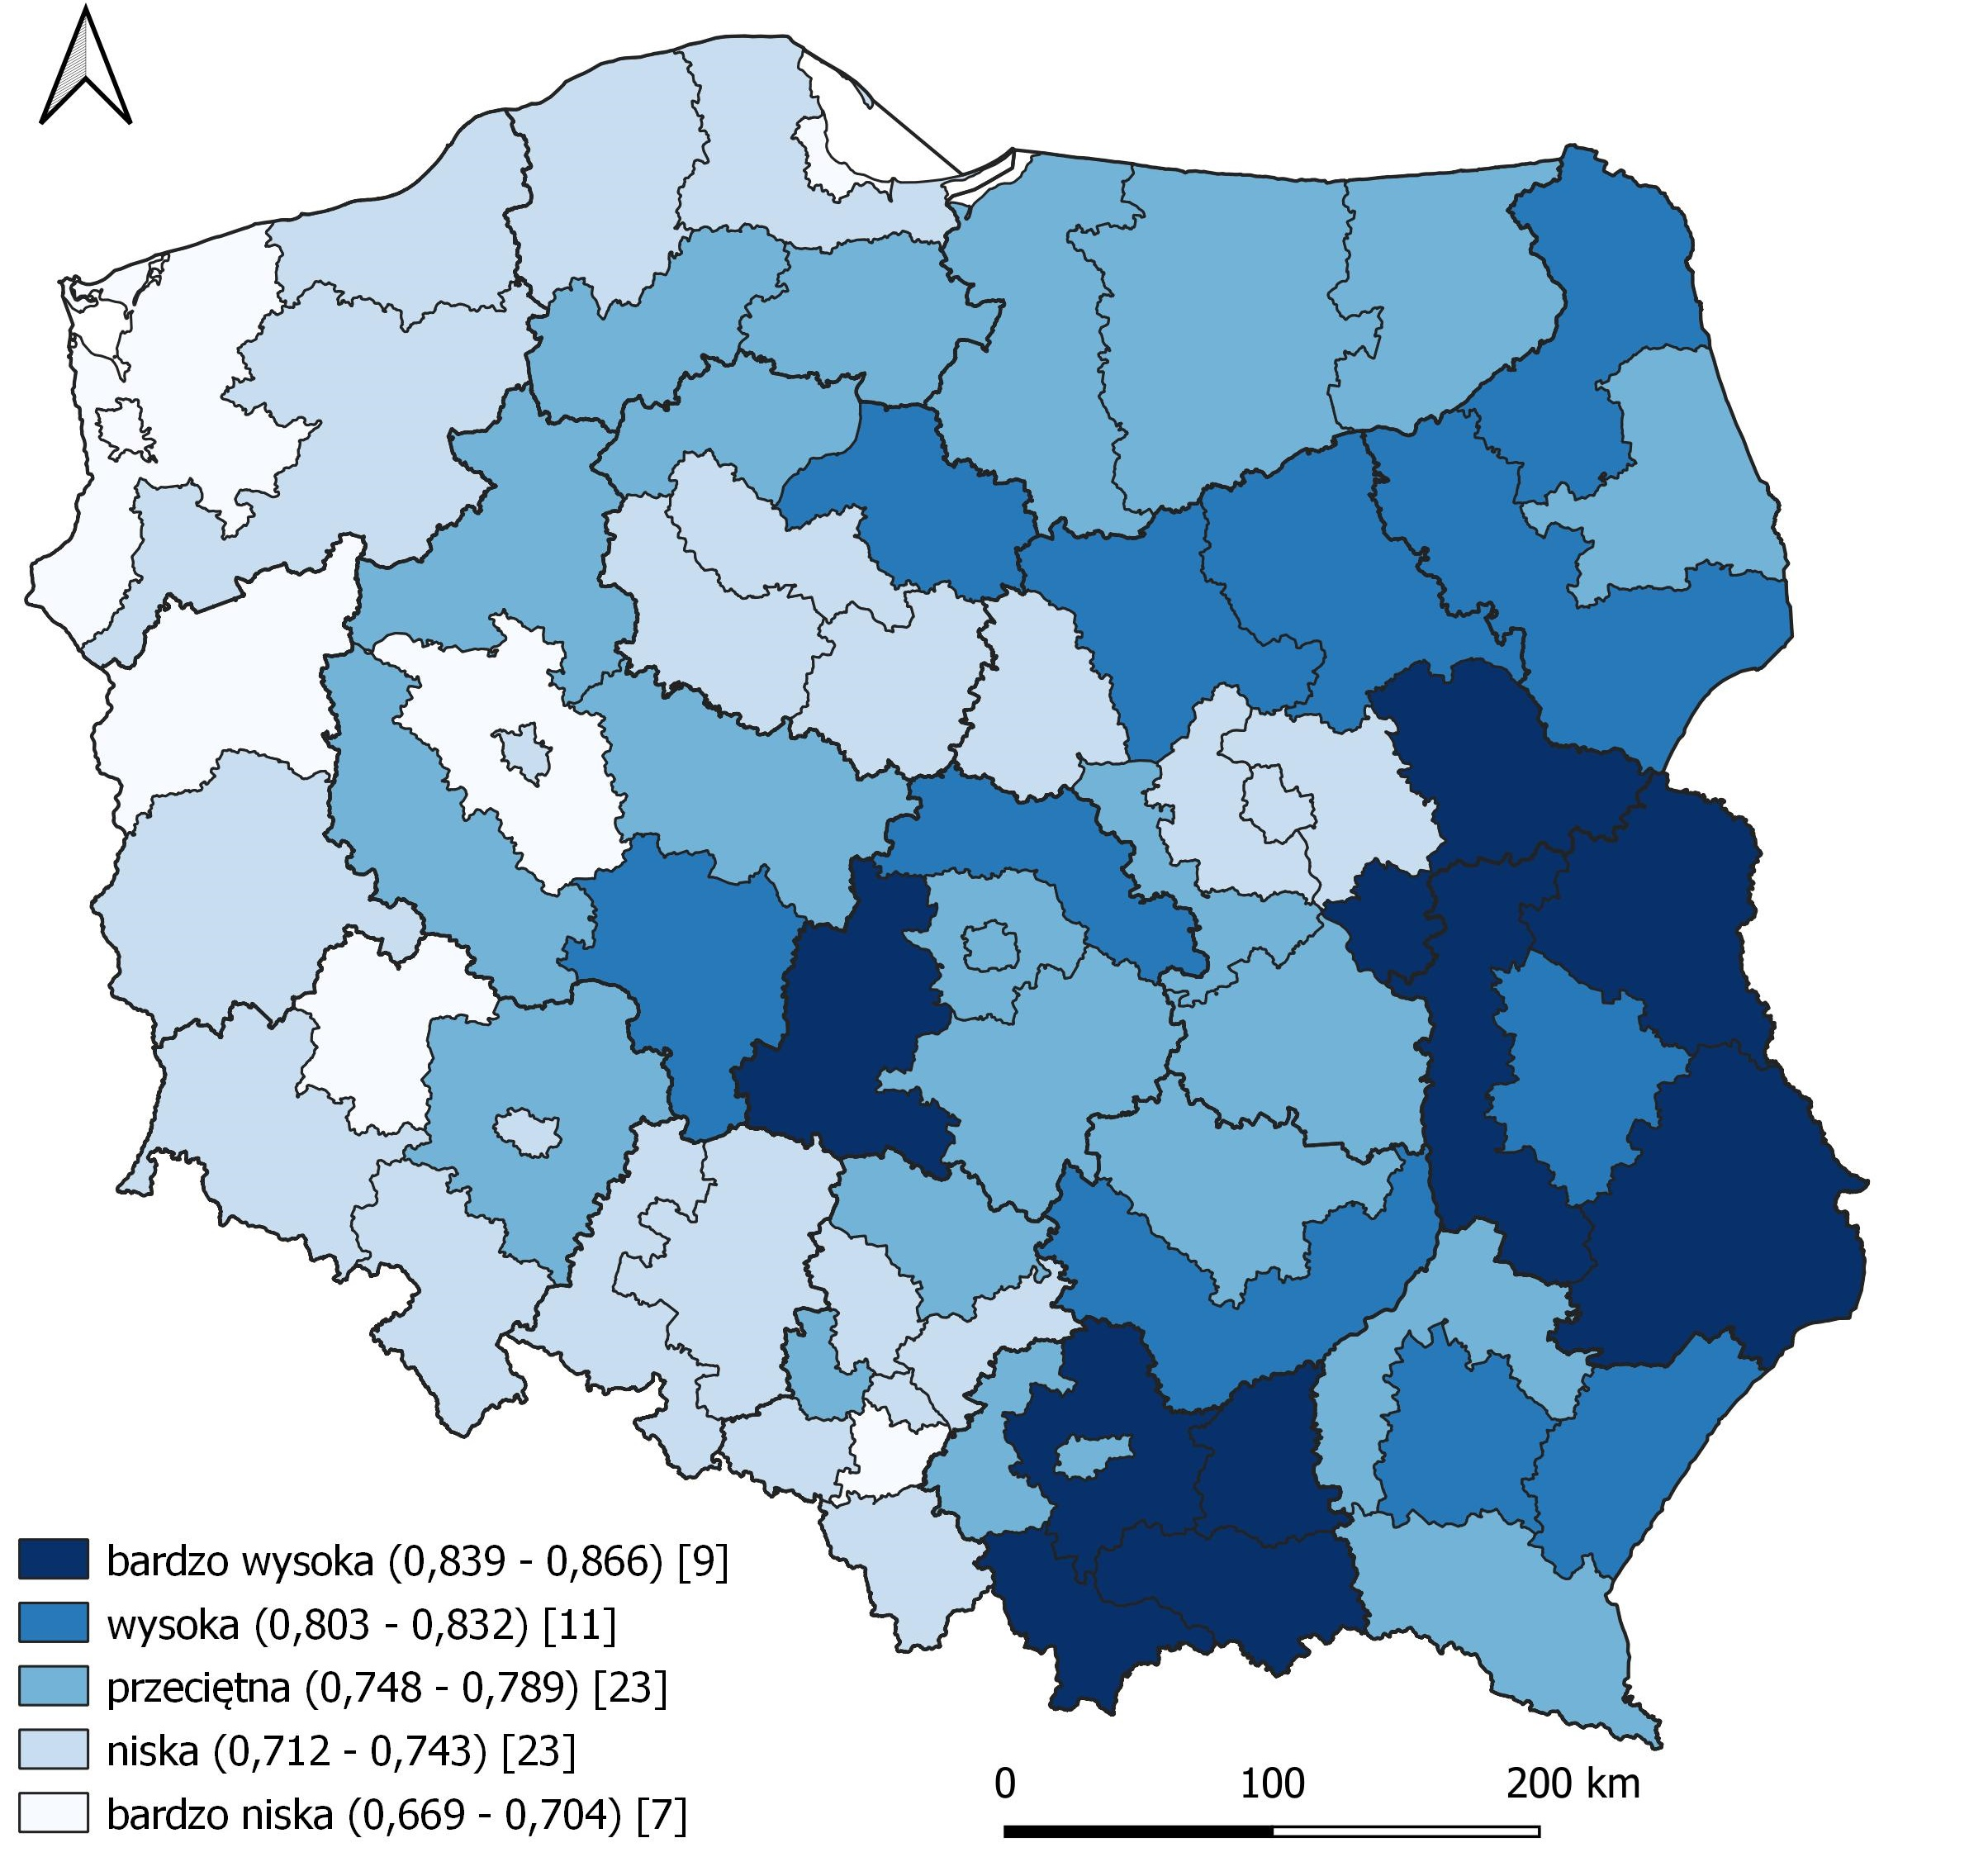 bardzo wysoka (0,839 - 0,866) [9]
wysoka (0,803 - 0,832) [11]
przeciętna (0,748 - 0,789) [23]
niska (0,712 - 0,743) [23]
bardzo niska (0,669 - 0,704) [7]
0 100 200 km